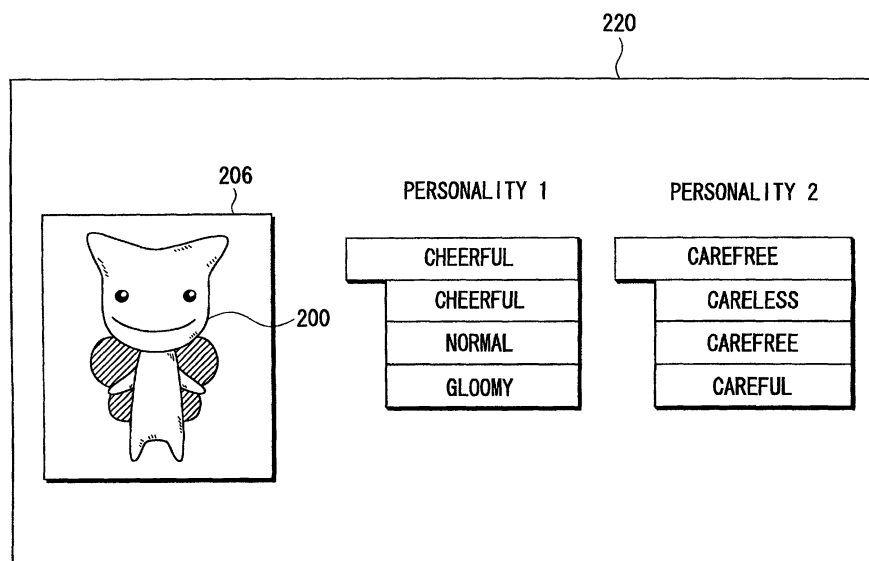 220
206
PERSONALITY 1
PERSONALITY 2
CHEERFUL
CAREFREE
CHEERFUL
CARELESS
200
NORMAL
CAREFREE
GLOOMY
CAREFUL